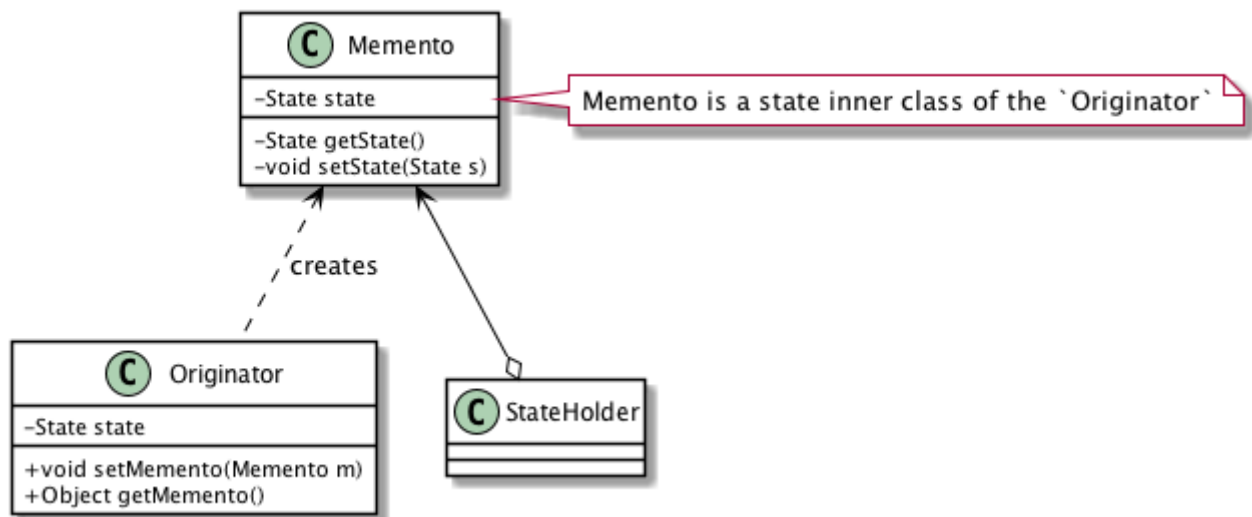 C Memento
-State state
-State getState()
-void setState(State s)
Memento is a state inner class of the `Originator`
creates
C Originator
-State state
+void setMemento(Memento m)
+Object getMemento()
C StateHolder